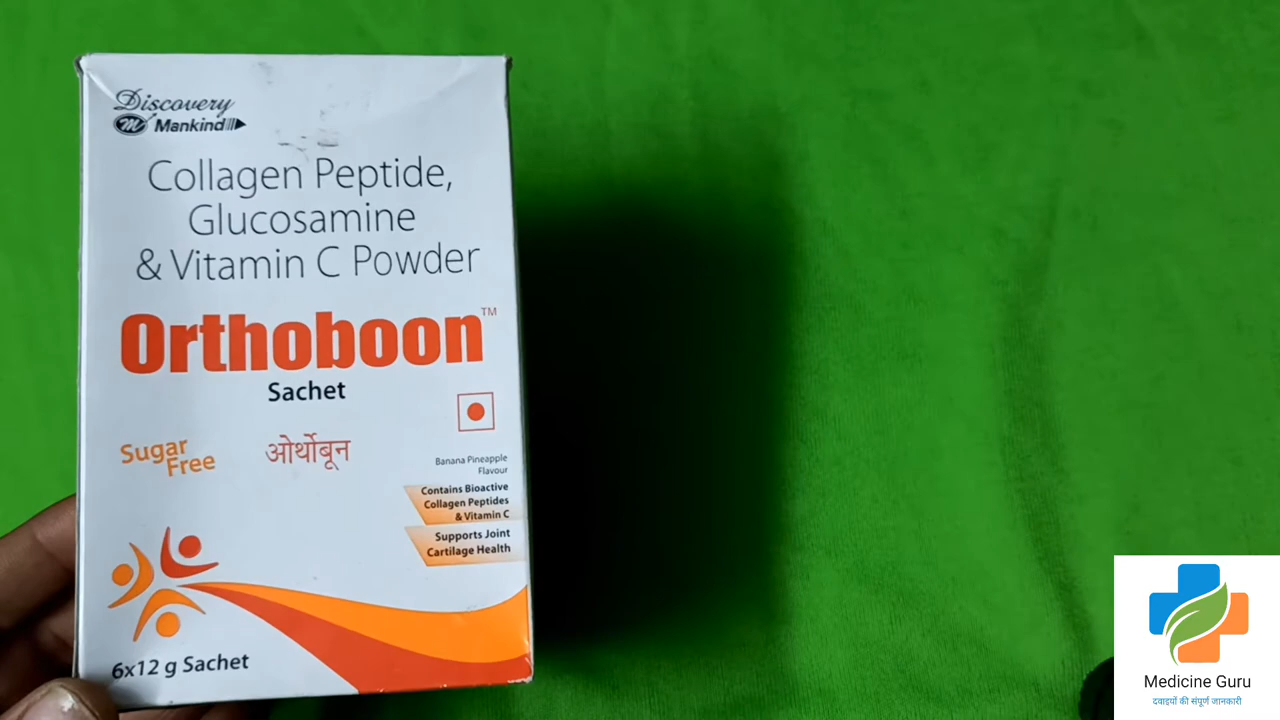 Discovery
Mankind
Collagen Peptide,
Glucosamine
& Vitamin C Powder
Orthoboon™
Sachet
Sugar
Free
ओर्थोबून
Banana Pineapple
Flavour
Contains Bioactive
Collagen Peptides
& Vitamin C
Supports Joint
Cartilage Health
6x12 g Sachet
Medicine Guru
दवाइयों की संपूर्ण जानकारी